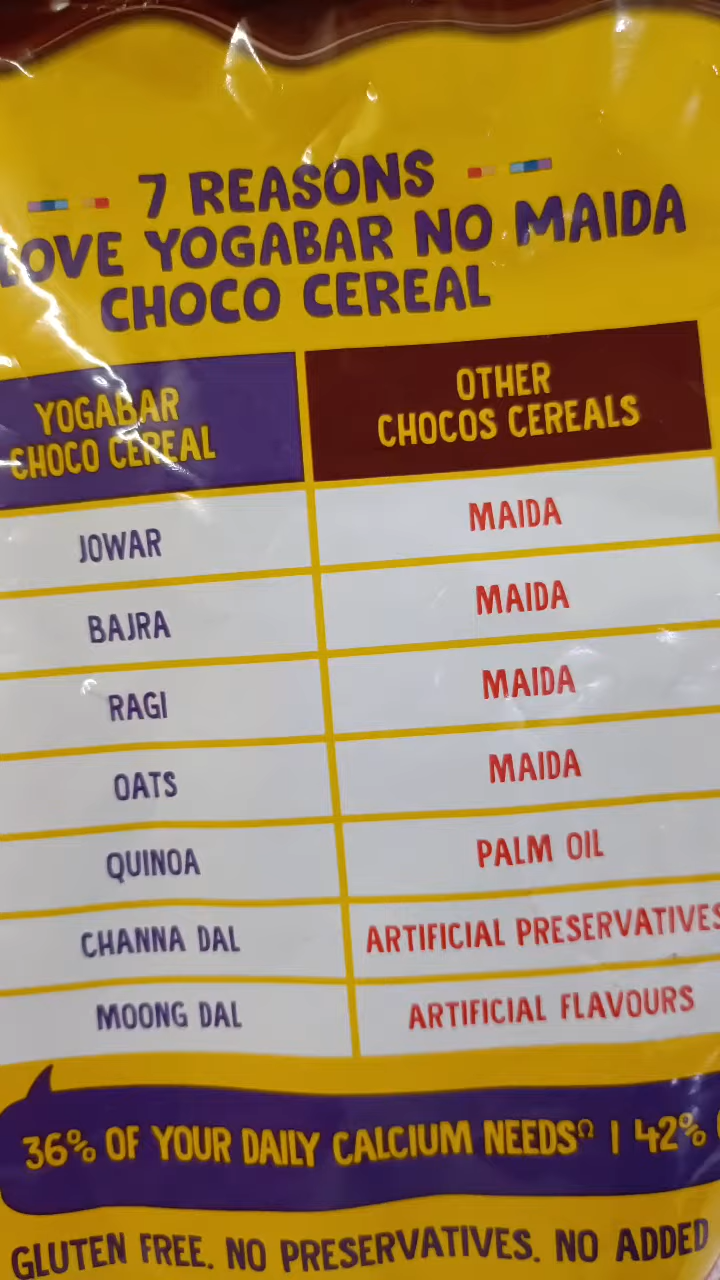 7 REASONS
LOVE YOGABAR NO MAIDA
CHOCO CEREAL
YOGABAR
CHOCO CEREAL
OTHER
CHOCOS CEREALS
JOWAR
MAIDA
BAJRA
MAIDA
RAGI
MAIDA
OATS
MAIDA
QUINOA
PALM OIL
CHANNA DAL
ARTIFICIAL PRESERVATIVES
MOONG DAL
ARTIFICIAL FLAVOURS
36% OF YOUR DAILY CALCIUM NEEDSΩ | 42%
GLUTEN FREE. NO PRESERVATIVES. NO ADDED